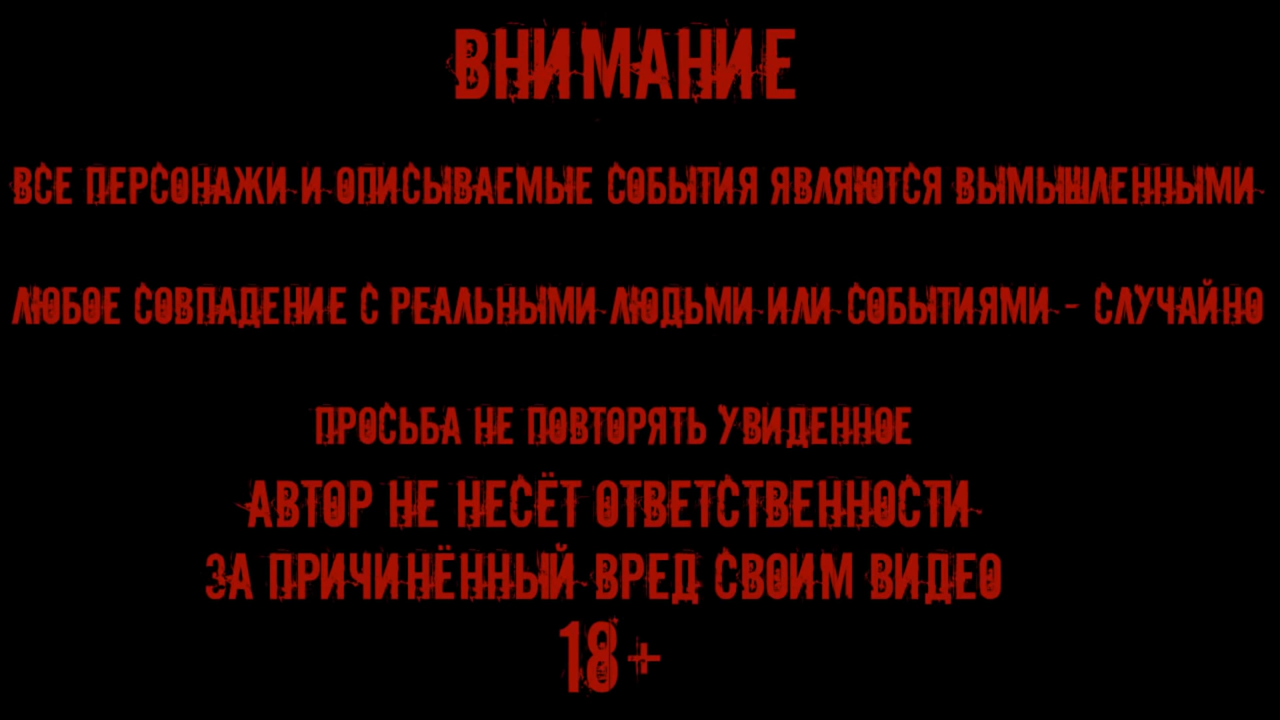 ВНИМАНИЕ
ВСЕ ПЕРСОНАЖИ И ОПИСЫВАЕМЫЕ СОБЫТИЯ ЯВЛЯЮТСЯ ВЫМЫШЛЕННЫМИ
ЛЮБОЕ СОВПАДЕНИЕ С РЕАЛЬНЫМИ ЛЮДЬМИ ИЛИ СОБЫТИЯМИ - СЛУЧАЙНО
ПРОСЬБА НЕ ПОВТОРЯТЬ УВИДЕННОЕ
АВТОР НЕ НЕСЁТ ОТВЕТСТВЕННОСТИ
ЗА ПРИЧИНЁННЫЙ ВРЕД СВОИМ ВИДЕО
18+